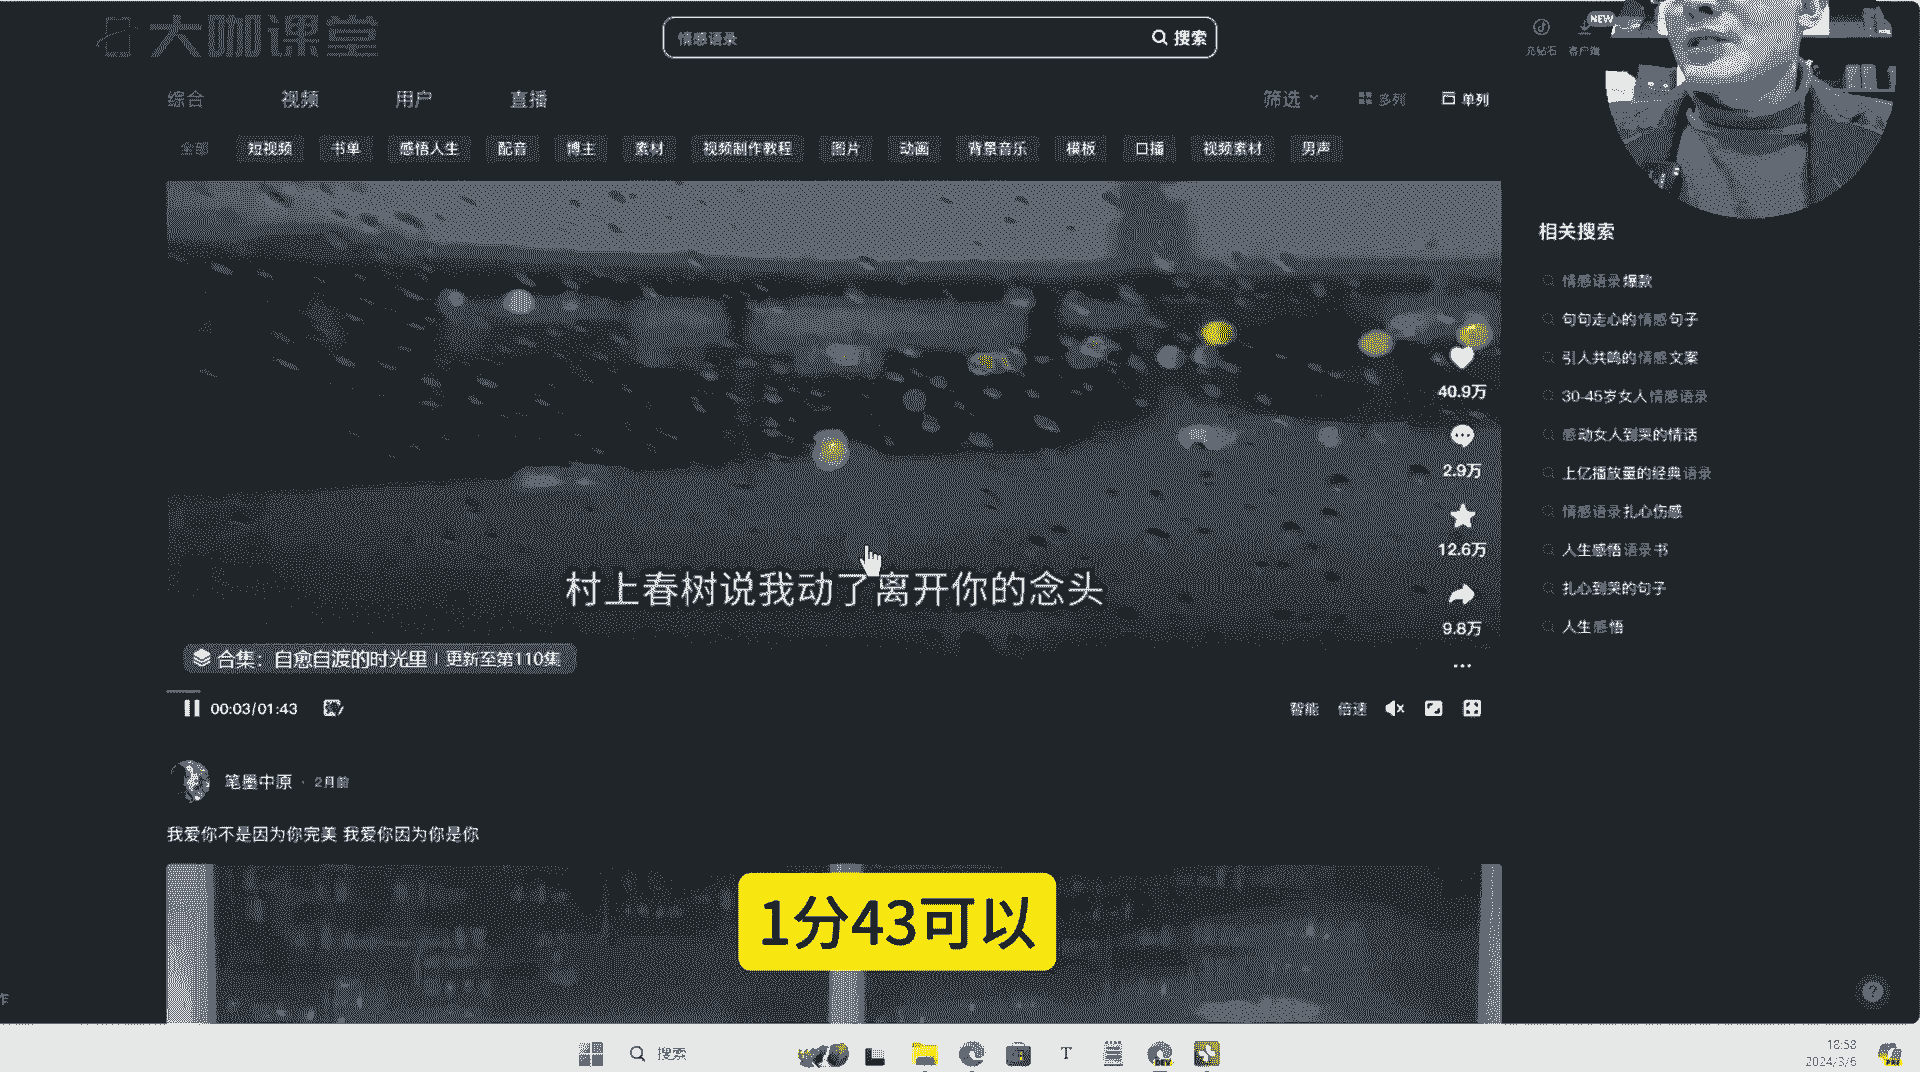 大咖课堂
情感语录
搜索
NEW
充钻石 客户端
综合 视频 用户 直播
筛选 多列 单列
全部 短视频 书单 感悟人生 配音 博主 素材 视频制作教程 图片 动画 背景音乐 模板 口播 视频素材 男声
相关搜索
情感语录爆款
句句走心的情感句子
引人共鸣的情感文案
30-45岁女人情感语录
感动女人到哭的情话
上亿播放量的经典语录
情感语录扎心伤感
人生感悟语录书
扎心到哭的句子
人生感悟
40.9万
2.9万
12.6万
9.8万
村上春树说我动了离开你的念头
合集：自愈自渡的时光里 | 更新至第110集
00:03/01:43
智能 倍速
笔墨中原 · 2月前
我爱你不是因为你完美 我爱你因为你是你
1分43可以
作
搜索
T
DEV
18:58
2024/3/6
PRE